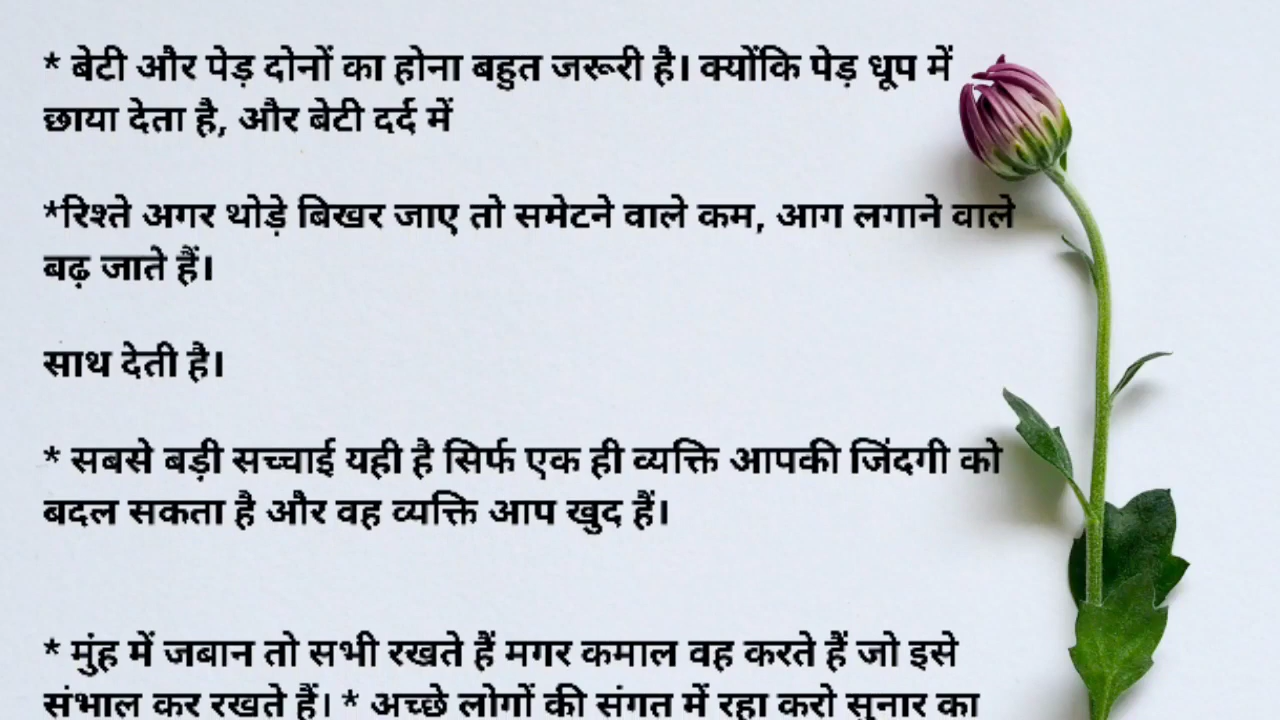 * बेटी और पेड़ दोनों का होना बहुत जरूरी है। क्योंकि पेड़ धूप में
छाया देता है, और बेटी दर्द में
*रिश्ते अगर थोड़े बिखर जाए तो समेटने वाले कम, आग लगाने वाले
बढ़ जाते हैं।
साथ देती है।
* सबसे बड़ी सच्चाई यही है सिर्फ एक ही व्यक्ति आपकी जिंदगी को
बदल सकता है और वह व्यक्ति आप खुद हैं।
* मुंह में जबान तो सभी रखते हैं मगर कमाल वह करते हैं जो इसे
संभाल कर रखते हैं। * अच्छे लोगों की संगत में रहा करो सुनार का